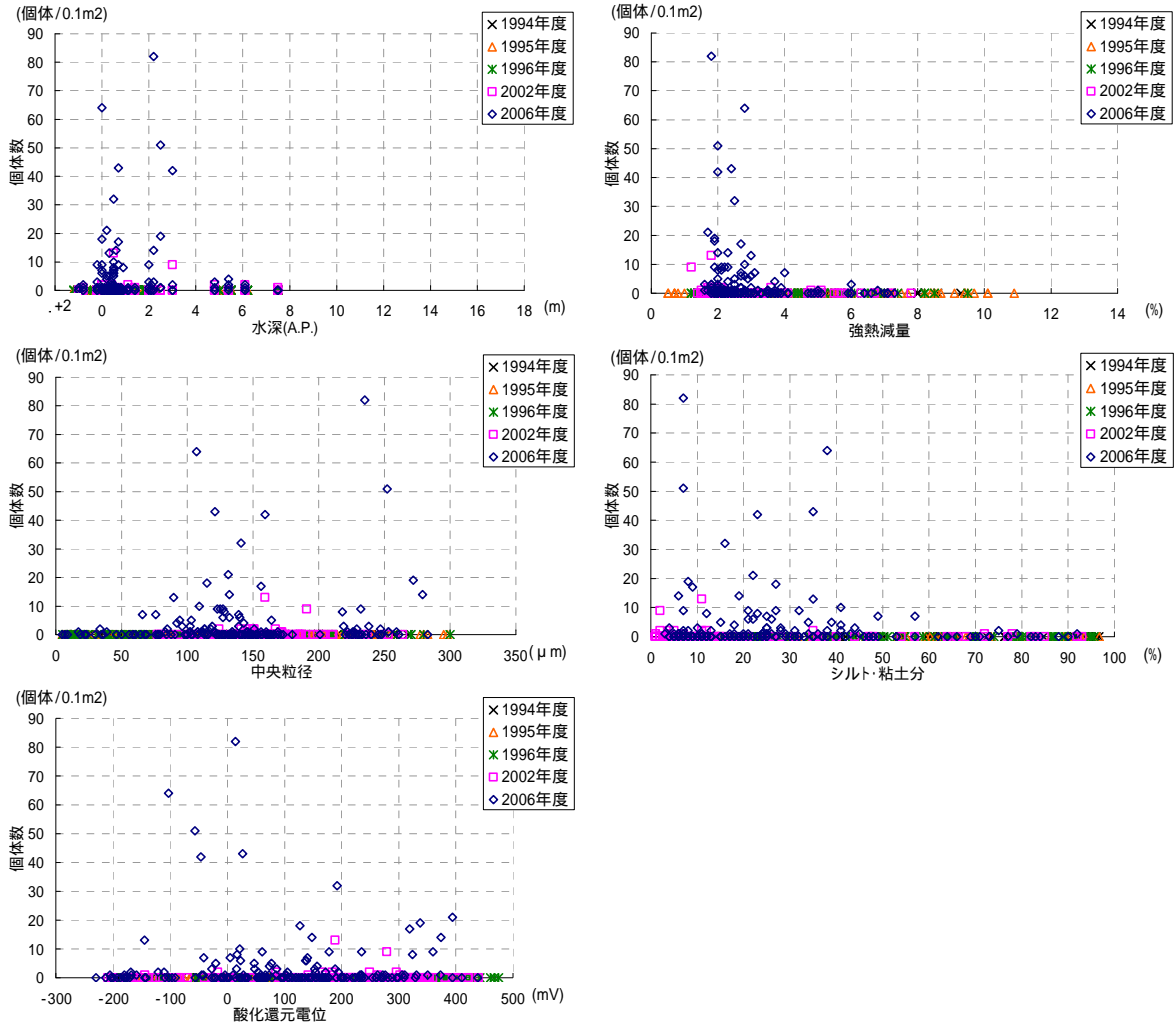 (個体/0.1m2)
90
80
70
60
50
40
30
20
10
0
個体数
. +2
0
2
4
6
8
10
12
14
16
18
(m)
水深(A.P.)
1994年度
1995年度
1996年度
2002年度
2006年度
(個体/0.1m2)
90
80
70
60
50
40
30
20
10
0
個体数
0
2
4
6
8
10
12
14
(%)
強熱減量
1994年度
1995年度
1996年度
2002年度
2006年度
(個体/0.1m2)
90
80
70
60
50
40
30
20
10
0
個体数
0
50
100
150
200
250
300
350
(μm)
中央粒径
1994年度
1995年度
1996年度
2002年度
2006年度
(個体/0.1m2)
90
80
70
60
50
40
30
20
10
0
個体数
0
10
20
30
40
50
60
70
80
90
100
(%)
シルト・粘土分
1994年度
1995年度
1996年度
2002年度
2006年度
(個体/0.1m2)
90
80
70
60
50
40
30
20
10
0
個体数
-300
-200
-100
0
100
200
300
400
500
(mV)
酸化還元電位
1994年度
1995年度
1996年度
2002年度
2006年度